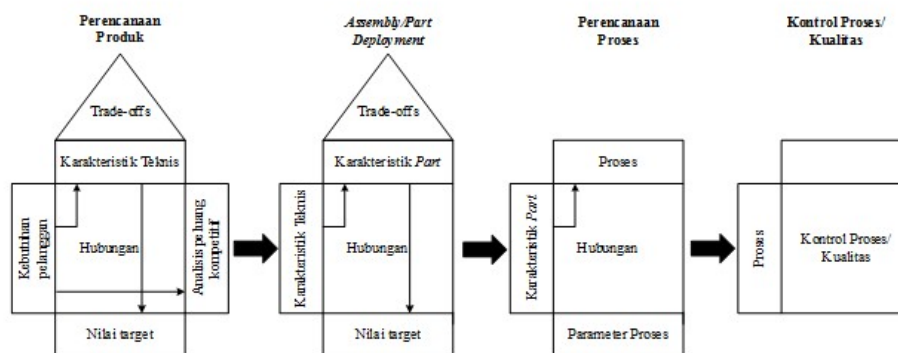 Perencanaan
Produk
Trade-offs
Karakteristik Teknis
Kebutuhan
pelanggan
Hubungan
Analisis peluang
kompetitif
Nilai target
Assembly/Part
Deployment
Trade-offs
Karakteristik Part
Karakteristik Teknis
Hubungan
Nilai target
Perencanaan
Proses
Proses
Karakteristik Part
Hubungan
Parameter Proses
Kontrol Proses/
Kualitas
Proses
Kontrol Proses/
Kualitas